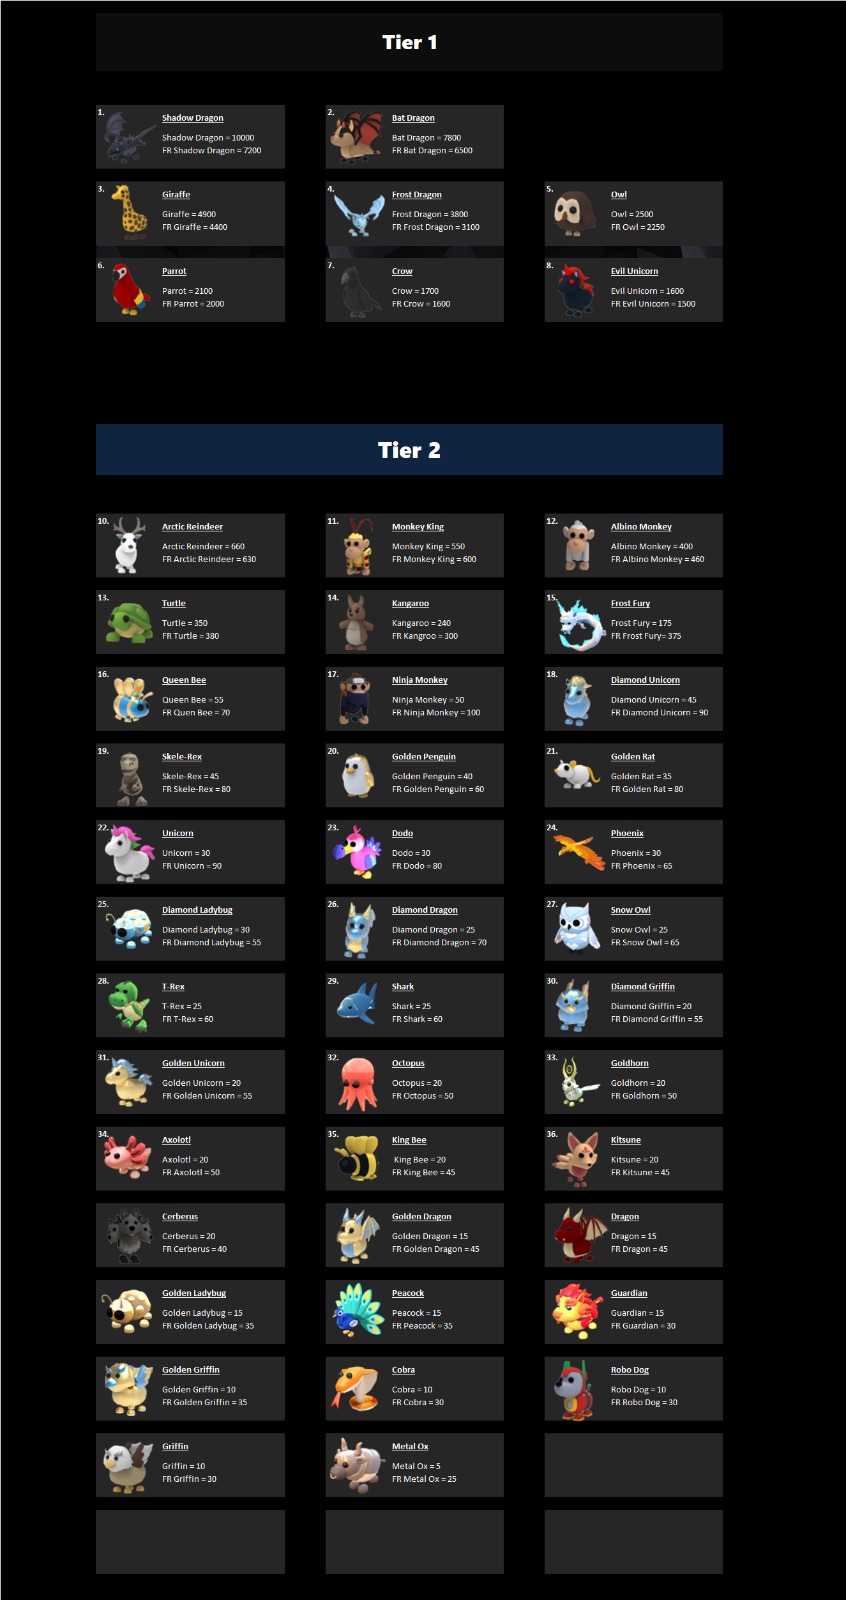 Tier 1
1.
Shadow Dragon
Shadow Dragon = 10000
FR Shadow Dragon = 7200
2.
Bat Dragon
Bat Dragon = 7800
FR Bat Dragon = 6500
3.
Giraffe
Giraffe = 4900
FR Giraffe = 4400
4.
Frost Dragon
Frost Dragon = 3800
FR Frost Dragon = 3100
5.
Owl
Owl = 2500
FR Owl = 2250
6.
Parrot
Parrot = 2100
FR Parrot = 2000
7.
Crow
Crow = 1700
FR Crow = 1600
8.
Evil Unicorn
Evil Unicorn = 1600
FR Evil Unicorn = 1500
Tier 2
10.
Arctic Reindeer
Arctic Reindeer = 660
FR Arctic Reindeer = 630
11.
Monkey King
Monkey King = 550
FR Monkey King = 600
12.
Albino Monkey
Albino Monkey = 400
FR Albino Monkey = 460
13.
Turtle
Turtle = 350
FR Turtle = 380
14.
Kangaroo
Kangaroo = 240
FR Kangroo = 300
15.
Frost Fury
Frost Fury = 175
FR Frost Fury= 375
16.
Queen Bee
Queen Bee = 55
FR Quen Bee = 70
17.
Ninja Monkey
Ninja Monkey = 50
FR Ninja Monkey = 100
18.
Diamond Unicorn
Diamond Unicorn = 45
FR Diamond Unicorn = 90
19.
Skele-Rex
Skele-Rex = 45
FR Skele-Rex = 80
20.
Golden Penguin
Golden Penguin = 40
FR Golden Penguin = 60
21.
Golden Rat
Golden Rat = 35
FR Golden Rat = 80
22.
Unicorn
Unicorn = 30
FR Unicorn = 90
23.
Dodo
Dodo = 30
FR Dodo = 80
24.
Phoenix
Phoenix = 30
FR Phoenix = 65
25.
Diamond Ladybug
Diamond Ladybug = 30
FR Diamond Ladybug = 55
26.
Diamond Dragon
Diamond Dragon = 25
FR Diamond Dragon = 70
27.
Snow Owl
Snow Owl = 25
FR Snow Owl = 65
28.
T-Rex
T-Rex = 25
FR T-Rex = 60
29.
Shark
Shark = 25
FR Shark = 60
30.
Diamond Griffin
Diamond Griffin = 20
FR Diamond Griffin = 55
31.
Golden Unicorn
Golden Unicorn = 20
FR Golden Unicorn = 55
32.
Octopus
Octopus = 20
FR Octopus = 50
33.
Goldhorn
Goldhorn = 20
FR Goldhorn = 50
34.
Axolotl
Axolotl = 20
FR Axolotl = 50
35.
King Bee
King Bee = 20
FR King Bee = 45
36.
Kitsune
Kitsune = 20
FR Kitsune = 45
Cerberus
Cerberus = 20
FR Cerberus = 40
Golden Dragon
Golden Dragon = 15
FR Golden Dragon = 45
Dragon
Dragon = 15
FR Dragon = 45
Golden Ladybug
Golden Ladybug = 15
FR Golden Ladybug = 35
Peacock
Peacock = 15
FR Peacock = 35
Guardian
Guardian = 15
FR Guardian = 30
Golden Griffin
Golden Griffin = 10
FR Golden Griffin = 35
Cobra
Cobra = 10
FR Cobra = 30
Robo Dog
Robo Dog = 10
FR Robo Dog = 30
Griffin
Griffin = 10
FR Griffin = 30
Metal Ox
Metal Ox = 5
FR Metal Ox = 25